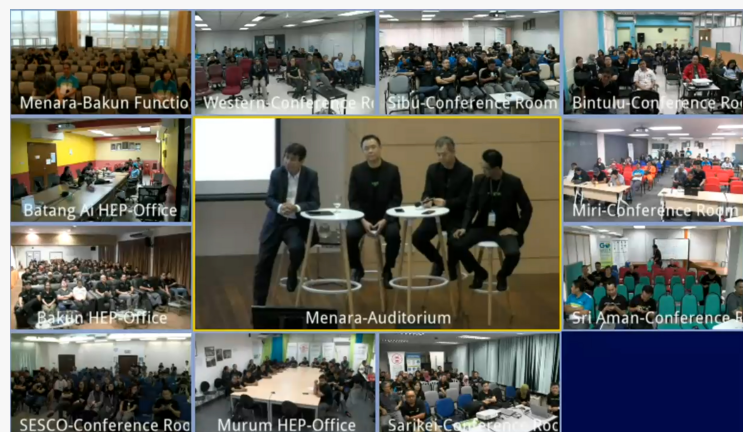 Menara-Bakun Functio
Western-Conference R
Sibu-Conference Room
Bintulu-Conference Roo
Batang Ai HEP-Office
Menara-Auditorium
Miri-Conference Room
Bakun HEP-Office
Sri Aman-Conference R
SESCO-Conference Roo
Murum HEP-Office
Sarikei-Conference Roo